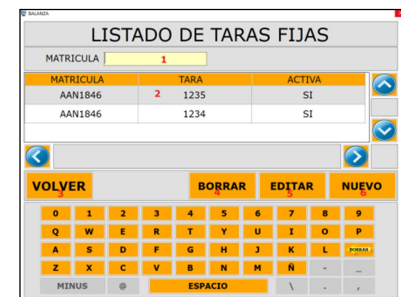 BALANZA
LISTADO DE TARAS FIJAS
MATRICULA 1
MATRICULA TARA ACTIVA
AAN1846 2 1235 SI
AAN1846 1234 SI
VOLVER BORRAR EDITAR NUEVO
3 4 5 6
0 1 2 3 4 5 6 7 8 9
Q W E R T Y U I O P
A S D F G H J K L BORRAR
Z X C V B N M Ñ - _
MINUS @ ESPACIO \ . ,